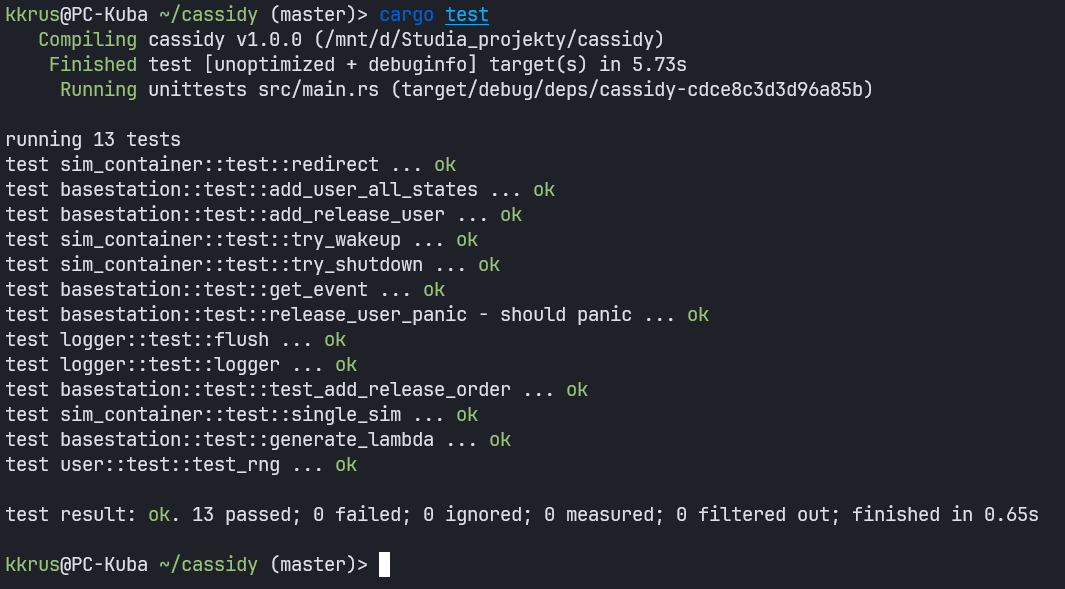 kkrus@PC-Kuba ~/cassidy (master)> cargo test
Compiling cassidy v1.0.0 (/mnt/d/Studia_projekty/cassidy)
Finished test [unoptimized + debuginfo] target(s) in 5.73s
Running unittests src/main.rs (target/debug/deps/cassidy-cdce8c3d3d96a85b)
running 13 tests
test sim_container::test::redirect ... ok
test basestation::test::add_user_all_states ... ok
test basestation::test::add_release_user ... ok
test sim_container::test::try_wakeup ... ok
test sim_container::test::try_shutdown ... ok
test basestation::test::get_event ... ok
test basestation::test::release_user_panic - should panic ... ok
test logger::test::flush ... ok
test logger::test::logger ... ok
test basestation::test::test_add_release_order ... ok
test sim_container::test::single_sim ... ok
test basestation::test::generate_lambda ... ok
test user::test::test_rng ... ok
test result: ok. 13 passed; 0 failed; 0 ignored; 0 measured; 0 filtered out; finished in 0.65s
kkrus@PC-Kuba ~/cassidy (master)>